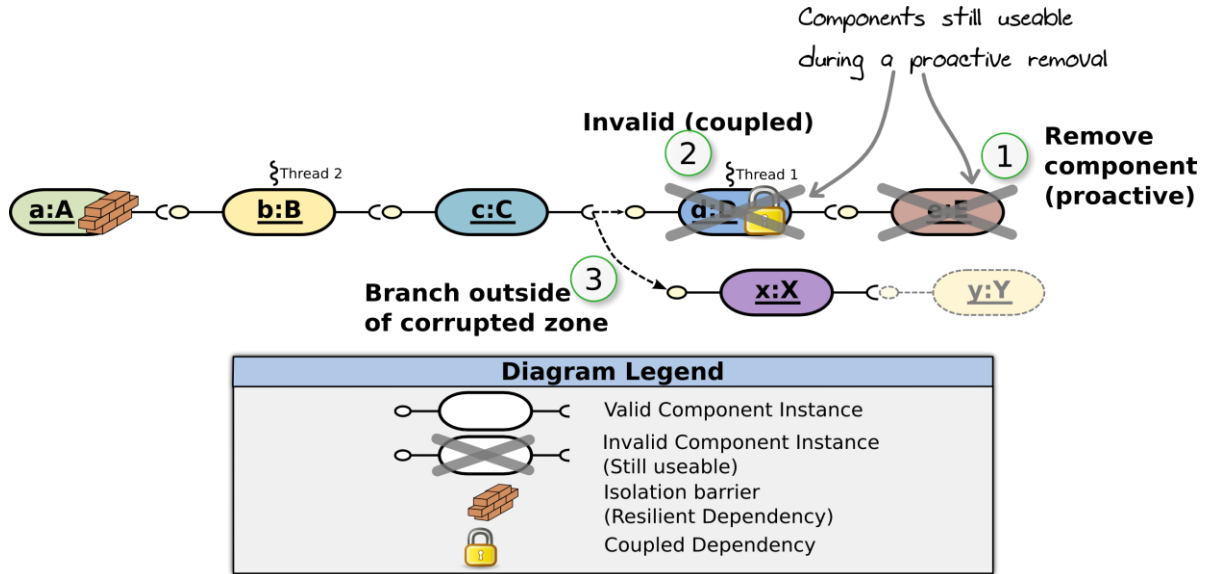 Components still useable
during a proactive removal
Invalid (coupled)
2
1
Remove
component
(proactive)
Thread 2
Thread 1
a:A
b:B
c:C
d:D
e:E
3
Branch outside
of corrupted zone
x:X
y:Y
Diagram Legend
Valid Component Instance
Invalid Component Instance
(Still useable)
Isolation barrier
(Resilient Dependency)
Coupled Dependency